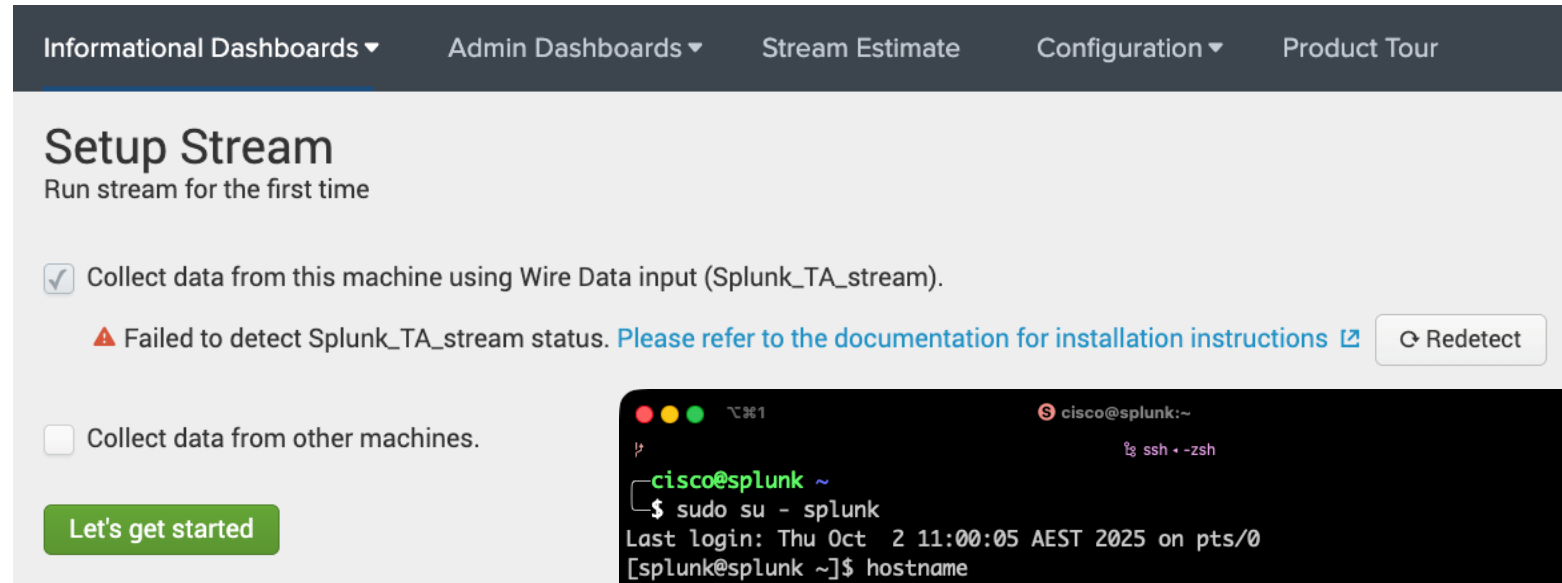 Informational Dashboards Admin Dashboards Stream Estimate Configuration Product Tour
Setup Stream
Run stream for the first time
Collect data from this machine using Wire Data input (Splunk_TA_stream).
Failed to detect Splunk_TA_stream status. Please refer to the documentation for installation instructions Redetect
Collect data from other machines.
Let's get started
⌥⌘1 cisco@splunk:~
ssh • -zsh
cisco@splunk ~
$ sudo su - splunk
Last login: Thu Oct  2 11:00:05 AEST 2025 on pts/0
[splunk@splunk ~]$ hostname